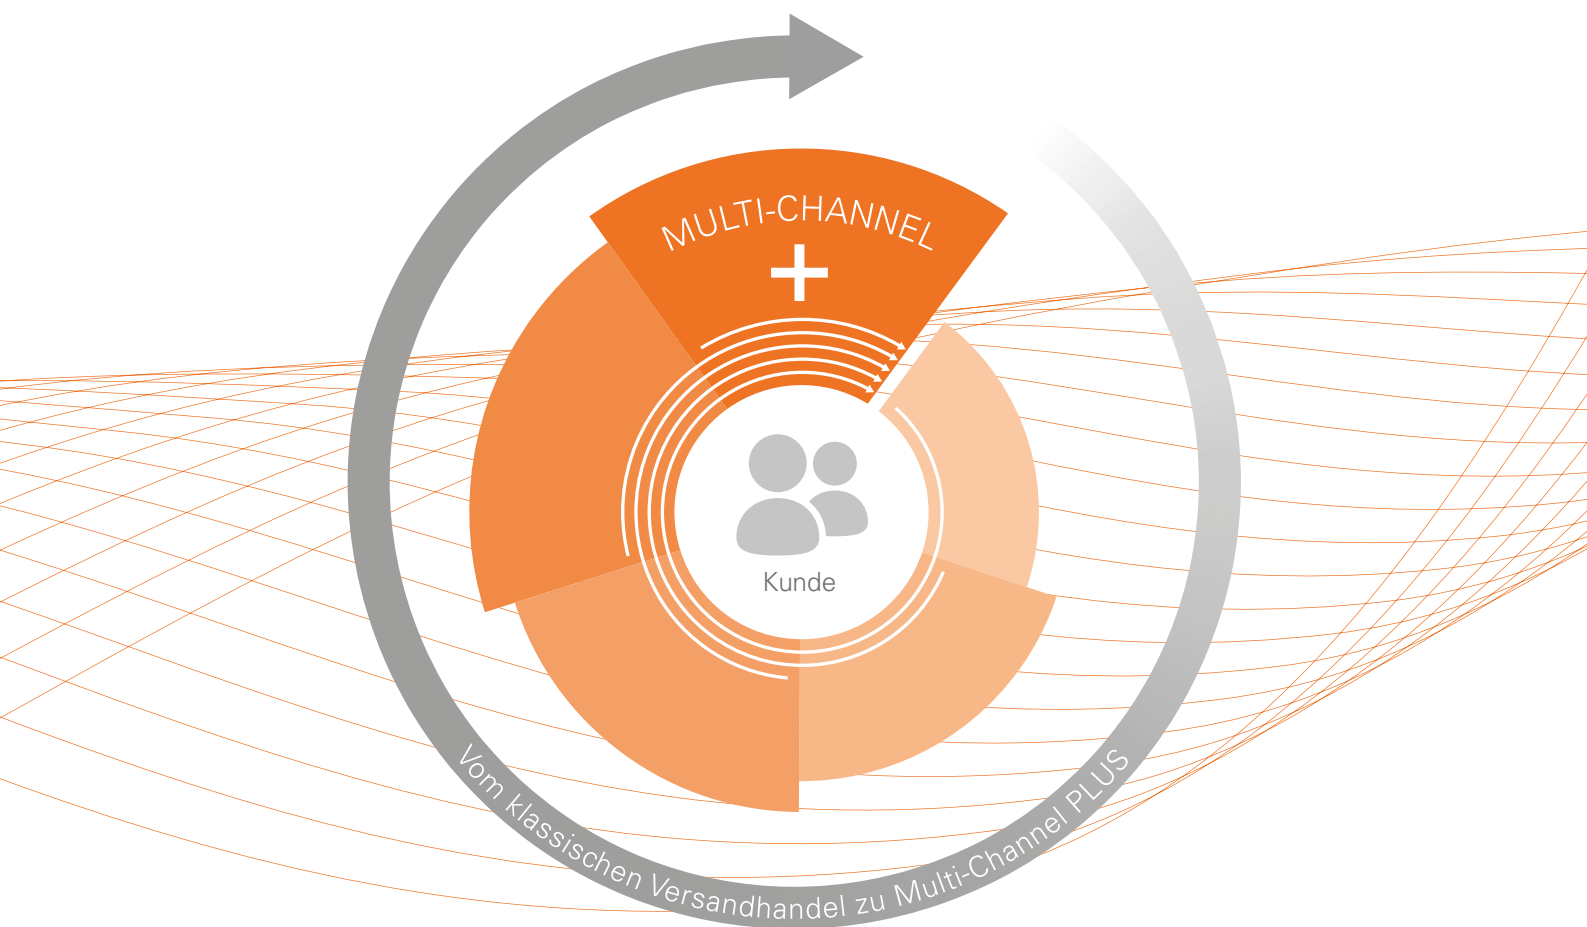 MULTI-CHANNEL
+
Kunde
Vom klassischen Versandhandel zu Multi-Channel PLUS